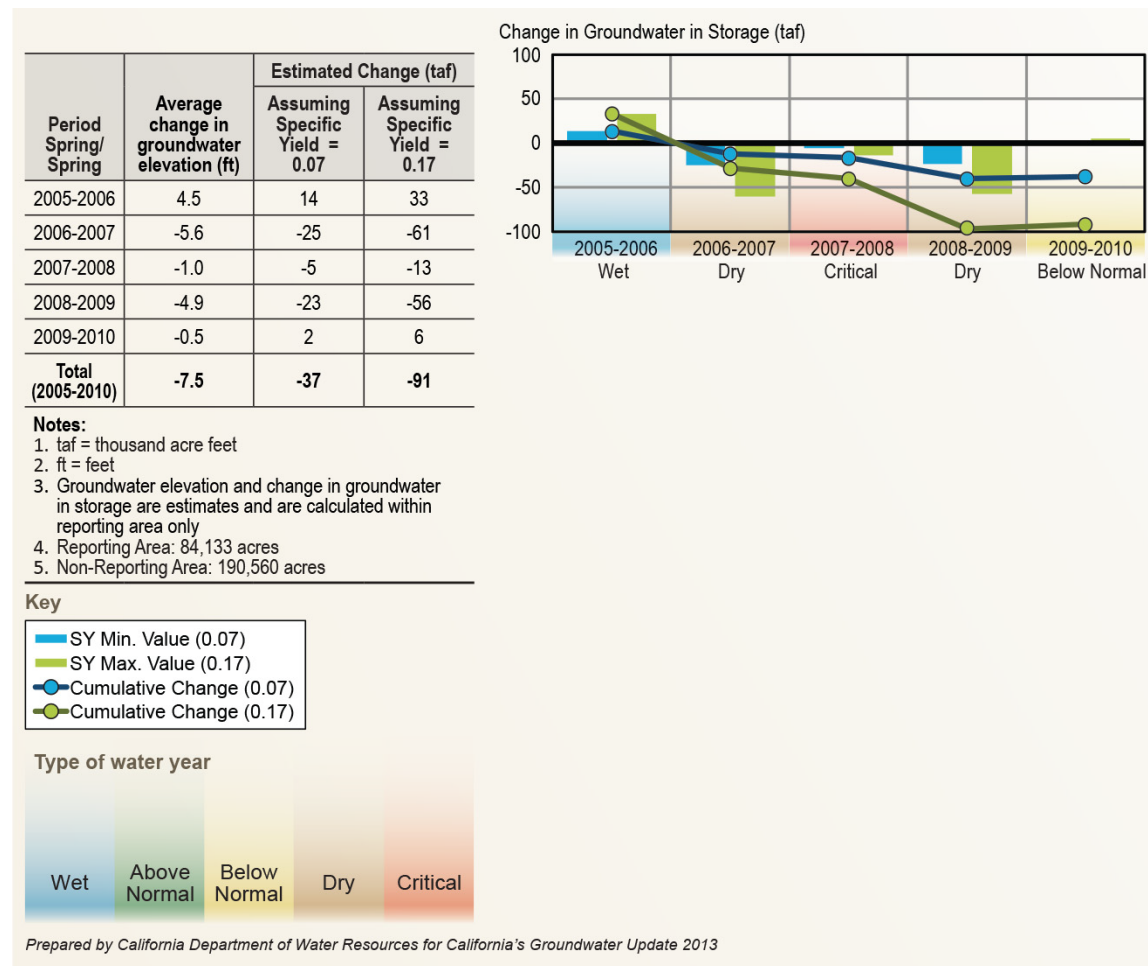 Period
Spring/
Spring
Average
change in
groundwater
elevation (ft)
Estimated Change (taf)
Assuming
Specific
Yield =
0.07
Assuming
Specific
Yield =
0.17
2005-2006 4.5 14 33
2006-2007 -5.6 -25 -61
2007-2008 -1.0 -5 -13
2008-2009 -4.9 -23 -56
2009-2010 -0.5 2 6
Total
(2005-2010) -7.5 -37 -91
Notes:
1. taf = thousand acre feet
2. ft = feet
3. Groundwater elevation and change in groundwater
in storage are estimates and are calculated within
reporting area only
4. Reporting Area: 84,133 acres
5. Non-Reporting Area: 190,560 acres
Key
SY Min. Value (0.07)
SY Max. Value (0.17)
Cumulative Change (0.07)
Cumulative Change (0.17)
Type of water year
Wet
Above
Normal
Below
Normal
Dry
Critical
Change in Groundwater in Storage (taf)
100
50
0
-50
-100
2005-2006 2006-2007 2007-2008 2008-2009 2009-2010
Wet Dry Critical Dry Below Normal
Prepared by California Department of Water Resources for California's Groundwater Update 2013